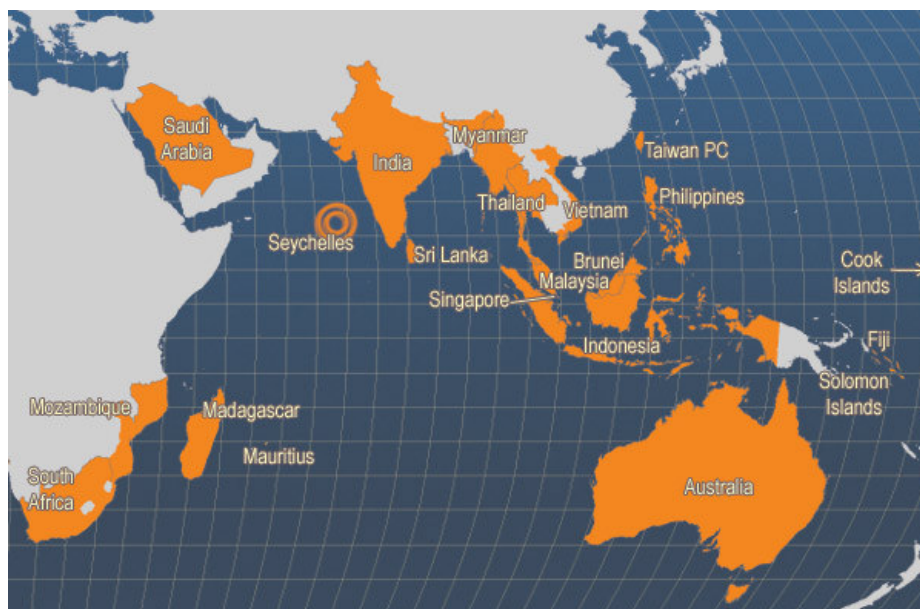 Saudi
Arabia
India
Myanmar
Taiwan PC
Thailand
Vietnam
Philippines
Seychelles
Sri Lanka
Brunei
Malaysia
Singapore
Cook
Islands
Indonesia
Fiji
Solomon
Islands
Mozambique
Madagascar
Mauritius
South
Africa
Australia